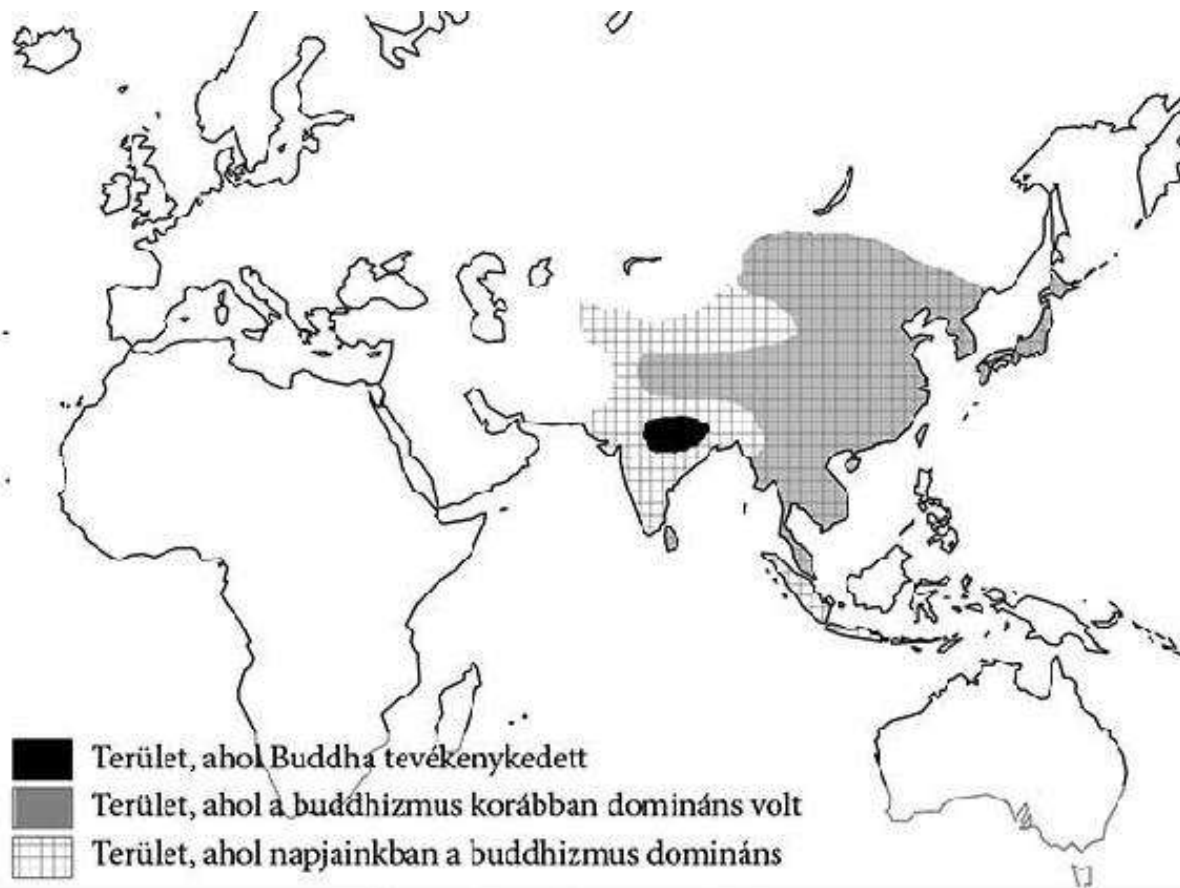 Terület, ahol Buddha tevékenykedett
Terület, ahol a buddhizmus korábban domináns volt
Terület, ahol napjainkban a buddhizmus domináns